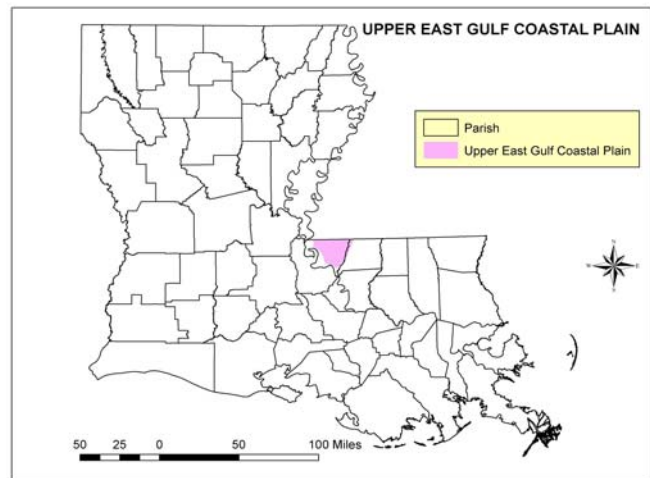 UPPER EAST GULF COASTAL PLAIN
Parish
Upper East Gulf Coastal Plain
N
W E
S
50 25 0 50 100 Miles